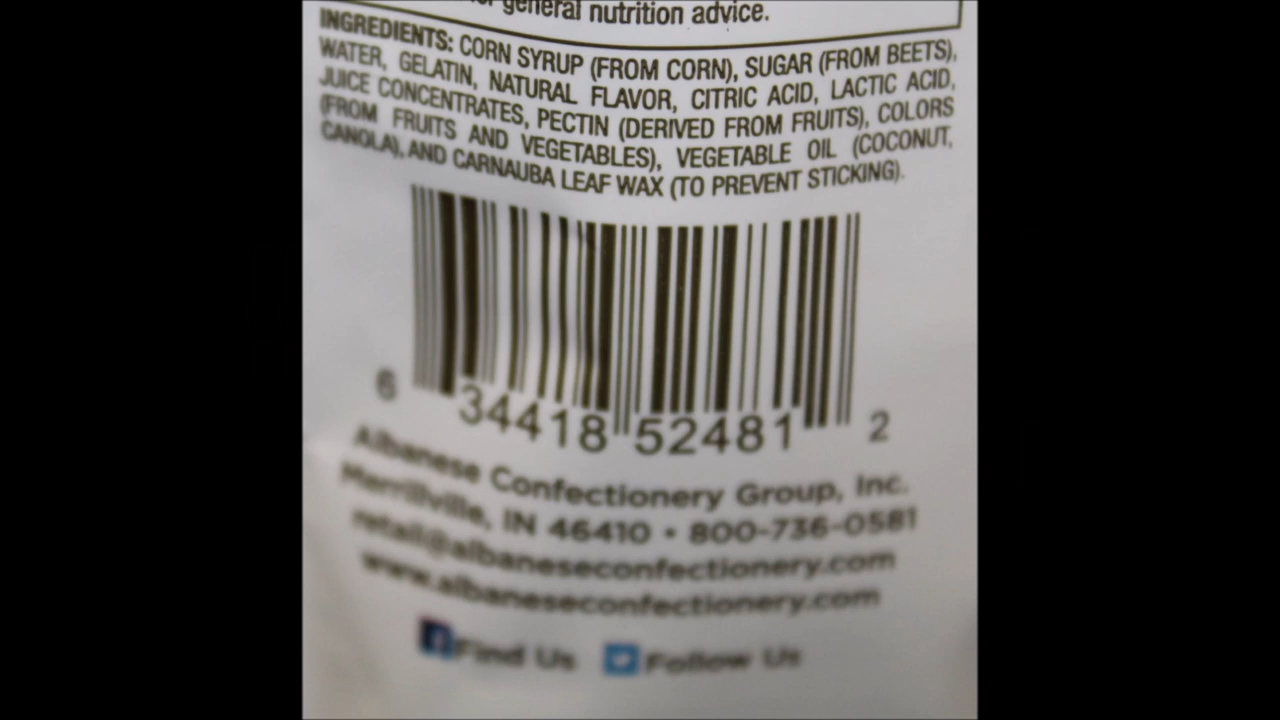 general nutrition advice.
INGREDIENTS: CORN SYRUP (FROM CORN), SUGAR (FROM BEETS),
WATER, GELATIN, NATURAL FLAVOR, CITRIC ACID, LACTIC ACID,
JUICE CONCENTRATES, PECTIN (DERIVED FROM FRUITS), COLORS
(FROM FRUITS AND VEGETABLES), VEGETABLE OIL (COCONUT,
CANOLA), AND CARNAUBA LEAF WAX (TO PREVENT STICKING).
6 34418 52481 2
Albanese Confectionery Group, Inc.
Merrillville, IN 46410 • 800-736-0581
retail@albaneseconfectionery.com
www.albaneseconfectionery.com
Find Us Follow Us